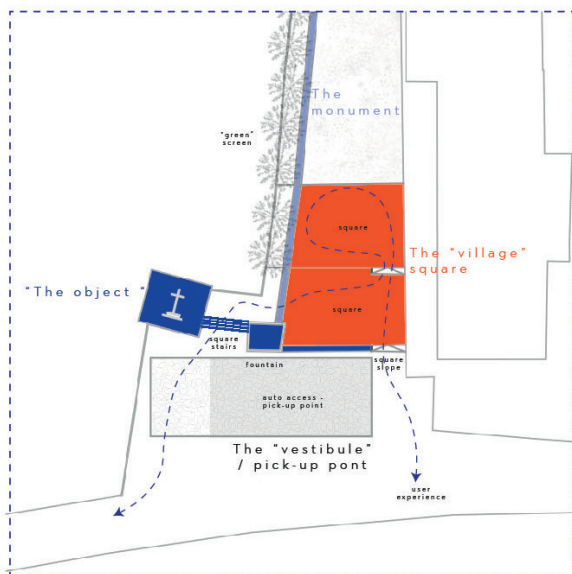 The
monument
"green"
screen
square
The "village"
square
"The object "
square
square
stairs
square
slope
fountain
auto access -
pick-up point
The "vestibule"
/ pick-up pont
user
experience